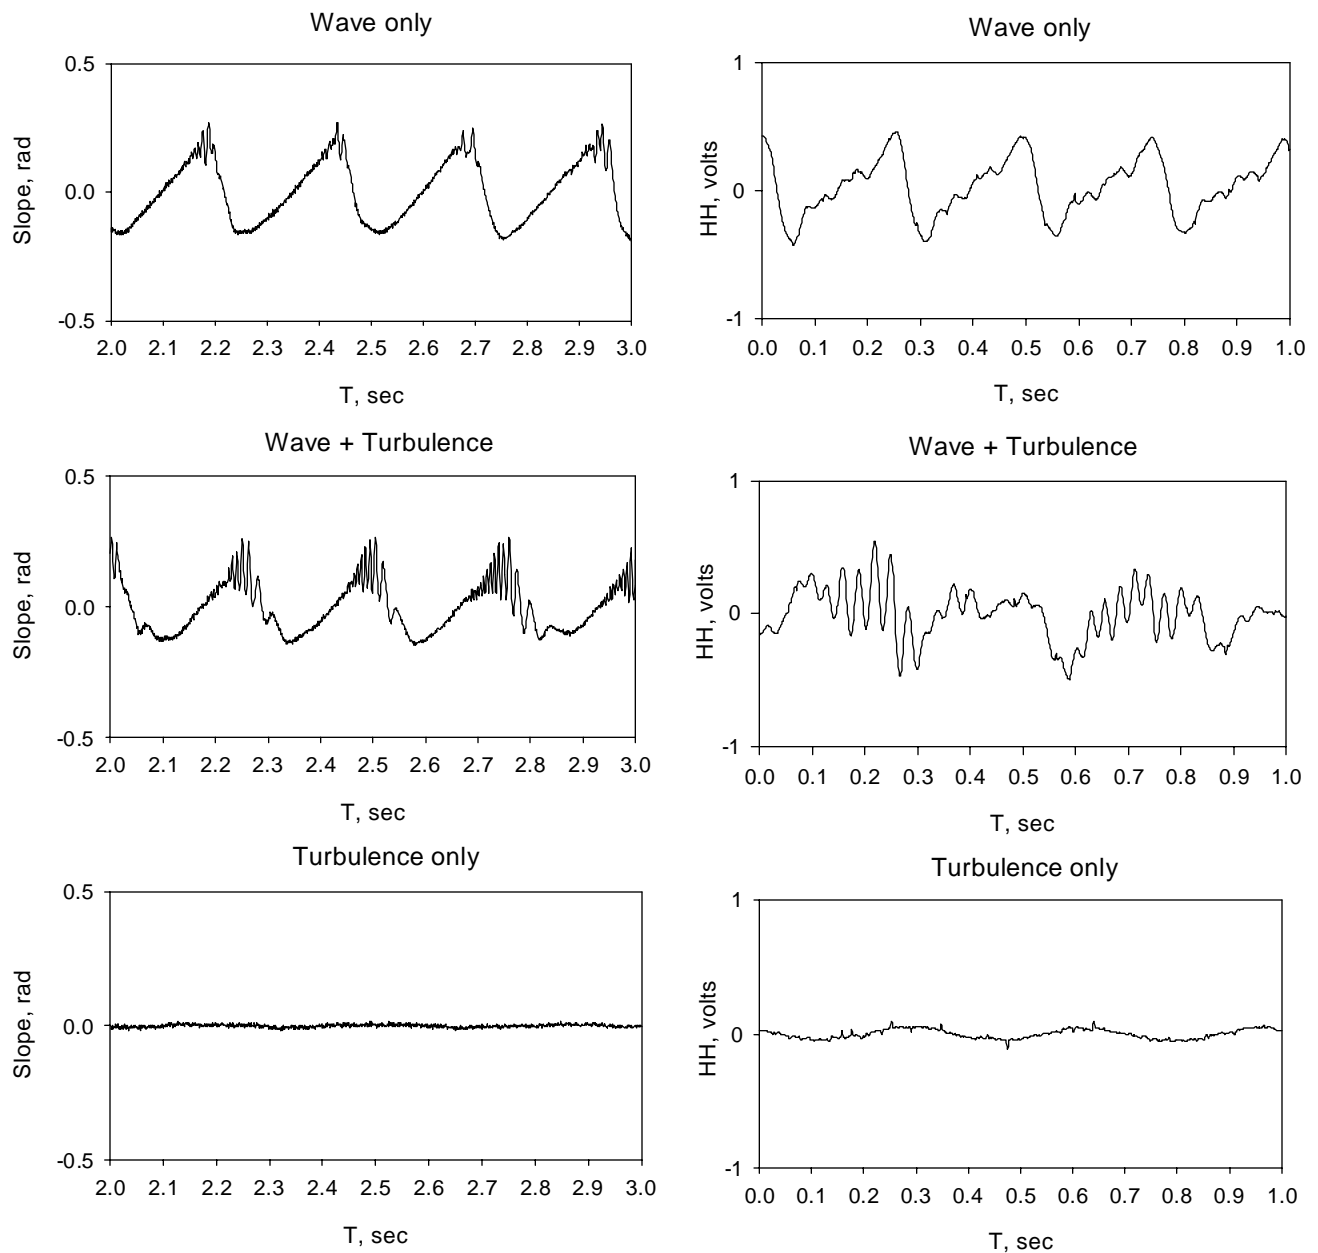 Wave only
0.5
0.0
-0.5
Slope, rad
2.0 2.1 2.2 2.3 2.4 2.5 2.6 2.7 2.8 2.9 3.0
T, sec
Wave only
1
0
-1
HH, volts
0.0 0.1 0.2 0.3 0.4 0.5 0.6 0.7 0.8 0.9 1.0
T, sec
Wave + Turbulence
0.5
0.0
-0.5
Slope, rad
2.0 2.1 2.2 2.3 2.4 2.5 2.6 2.7 2.8 2.9 3.0
T, sec
Wave + Turbulence
1
0
-1
HH, volts
0.0 0.1 0.2 0.3 0.4 0.5 0.6 0.7 0.8 0.9 1.0
T, sec
Turbulence only
0.5
0.0
-0.5
Slope, rad
2.0 2.1 2.2 2.3 2.4 2.5 2.6 2.7 2.8 2.9 3.0
T, sec
Turbulence only
1
0
-1
HH, volts
0.0 0.1 0.2 0.3 0.4 0.5 0.6 0.7 0.8 0.9 1.0
T, sec